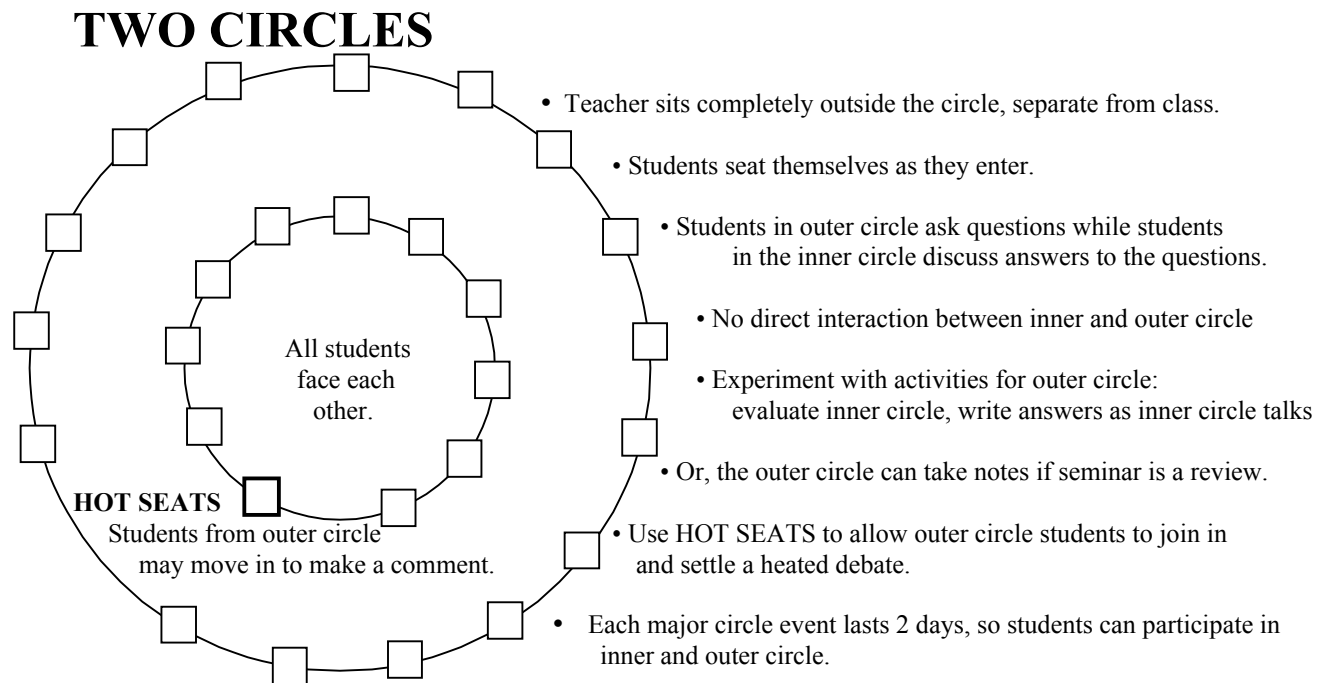 TWO CIRCLES
• Teacher sits completely outside the circle, separate from class.
• Students seat themselves as they enter.
• Students in outer circle ask questions while students
in the inner circle discuss answers to the questions.
• No direct interaction between inner and outer circle
• Experiment with activities for outer circle:
evaluate inner circle, write answers as inner circle talks
• Or, the outer circle can take notes if seminar is a review.
• Use HOT SEATS to allow outer circle students to join in
and settle a heated debate.
• Each major circle event lasts 2 days, so students can participate in
inner and outer circle.
All students
face each
other.
HOT SEATS
Students from outer circle
may move in to make a comment.